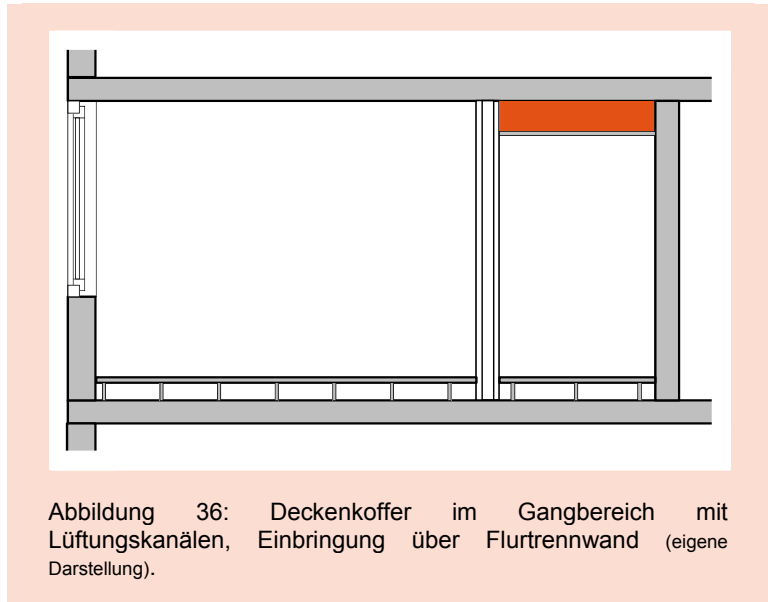 Abbildung 36: Deckenkoffer im Gangbereich mit
Lüftungskanälen, Einbringung über Flurtrennwand (eigene
Darstellung).